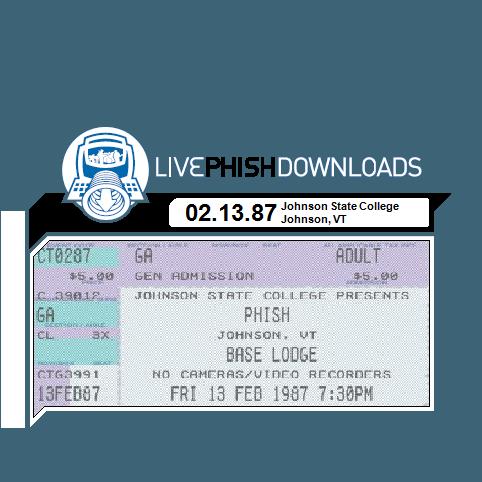 LIVEPHISHDOWNLOADS
02.13.87 Johnson State College
Johnson, VT
CT0287 GA ADULT
$5.00 GEN ADMISSION $5.00
C 39012 JOHNSON STATE COLLEGE PRESENTS
GA PHISH
CL 3X JOHNSON, VT
BASE LODGE
CTG3991 NO CAMERAS/VIDEO RECORDERS
13FEB87 FRI 13 FEB 1987 7:30PM